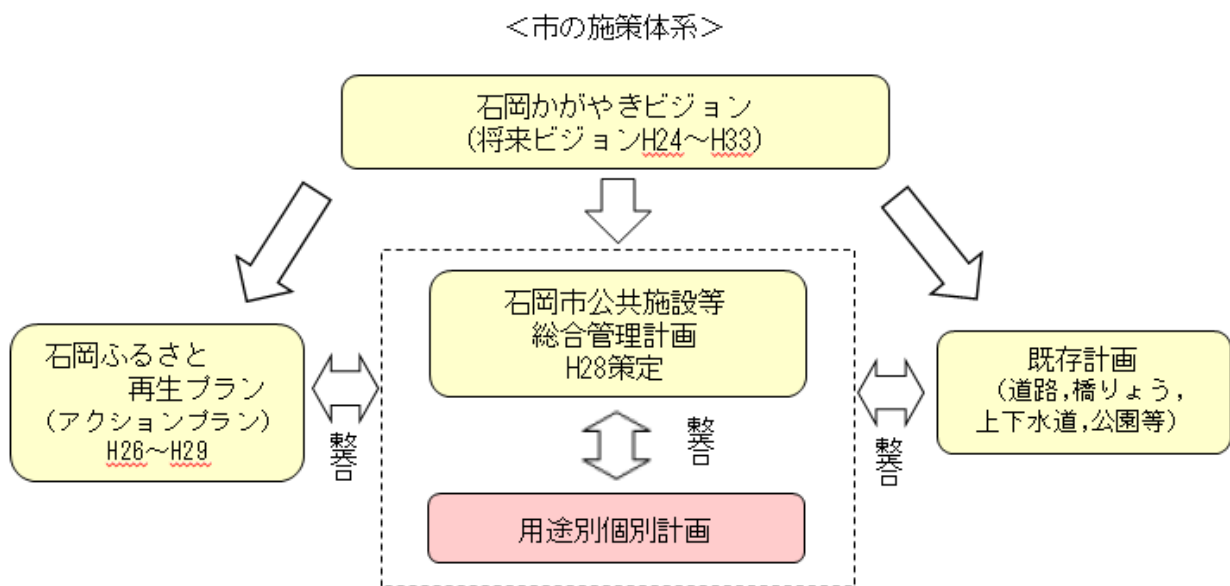 ＜市の施策体系＞
石岡かがやきビジョン
（将来ビジョンH24～H33）
石岡市公共施設等
総合管理計画
H28策定
石岡ふるさと
再生プラン
（アクションプラン）
H26～H29
整合
整合
整合
既存計画
（道路,橋りょう,
上下水道,公園等）
用途別個別計画